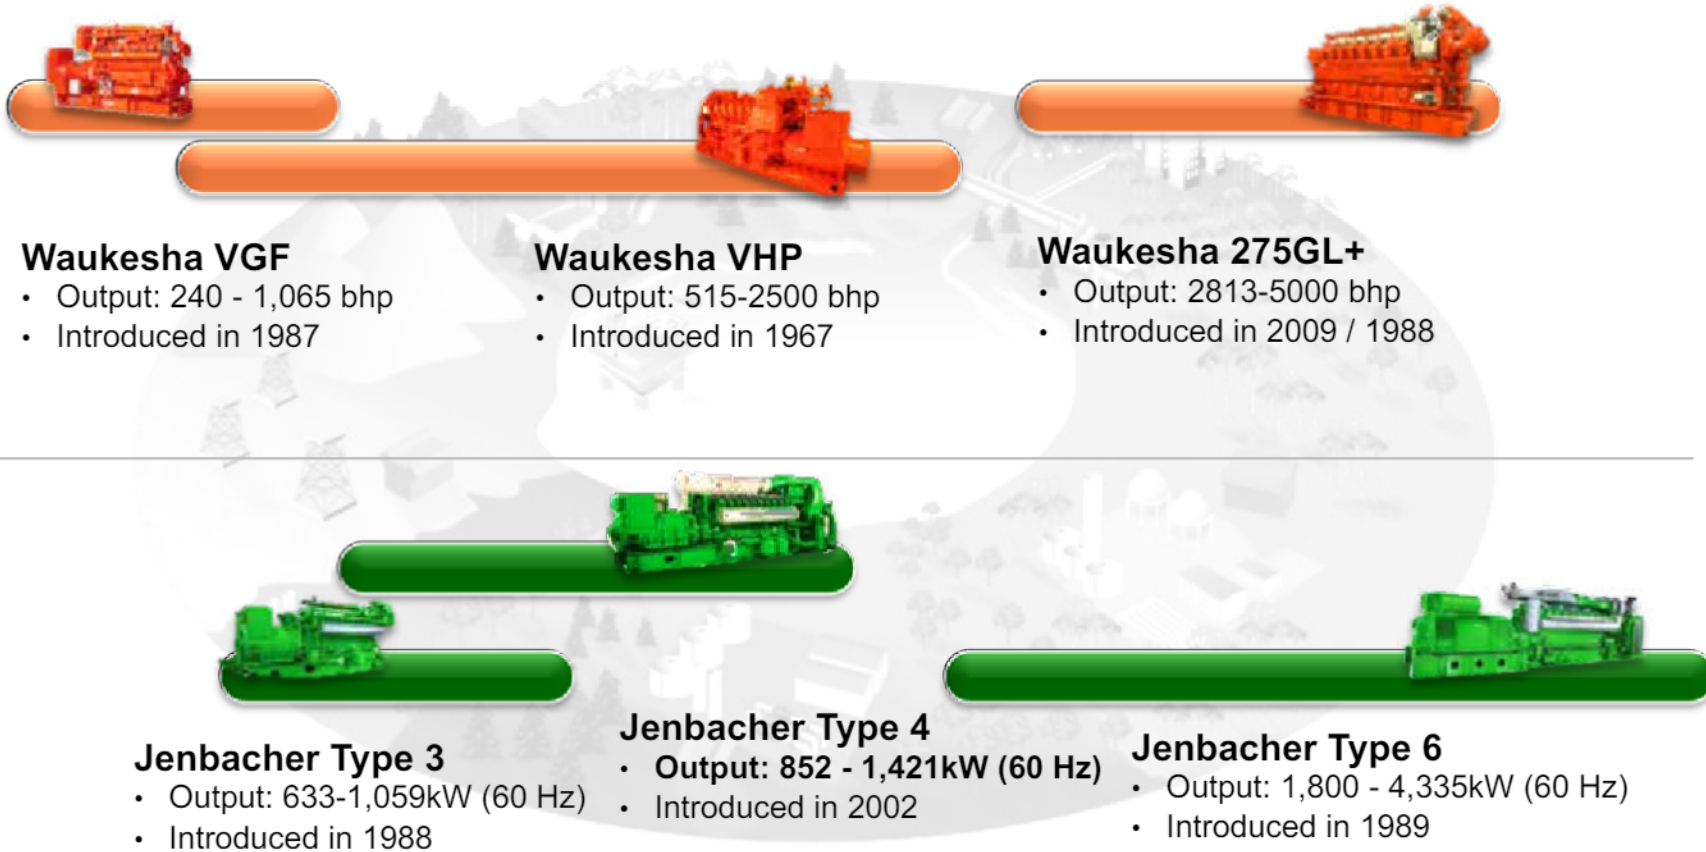 Waukesha VGF
• Output: 240 - 1,065 bhp
• Introduced in 1987
Waukesha VHP
• Output: 515-2500 bhp
• Introduced in 1967
Waukesha 275GL+
• Output: 2813-5000 bhp
• Introduced in 2009 / 1988
Jenbacher Type 3
• Output: 633-1,059kW (60 Hz)
• Introduced in 1988
Jenbacher Type 4
• Output: 852 - 1,421kW (60 Hz)
• Introduced in 2002
Jenbacher Type 6
• Output: 1,800 - 4,335kW (60 Hz)
• Introduced in 1989